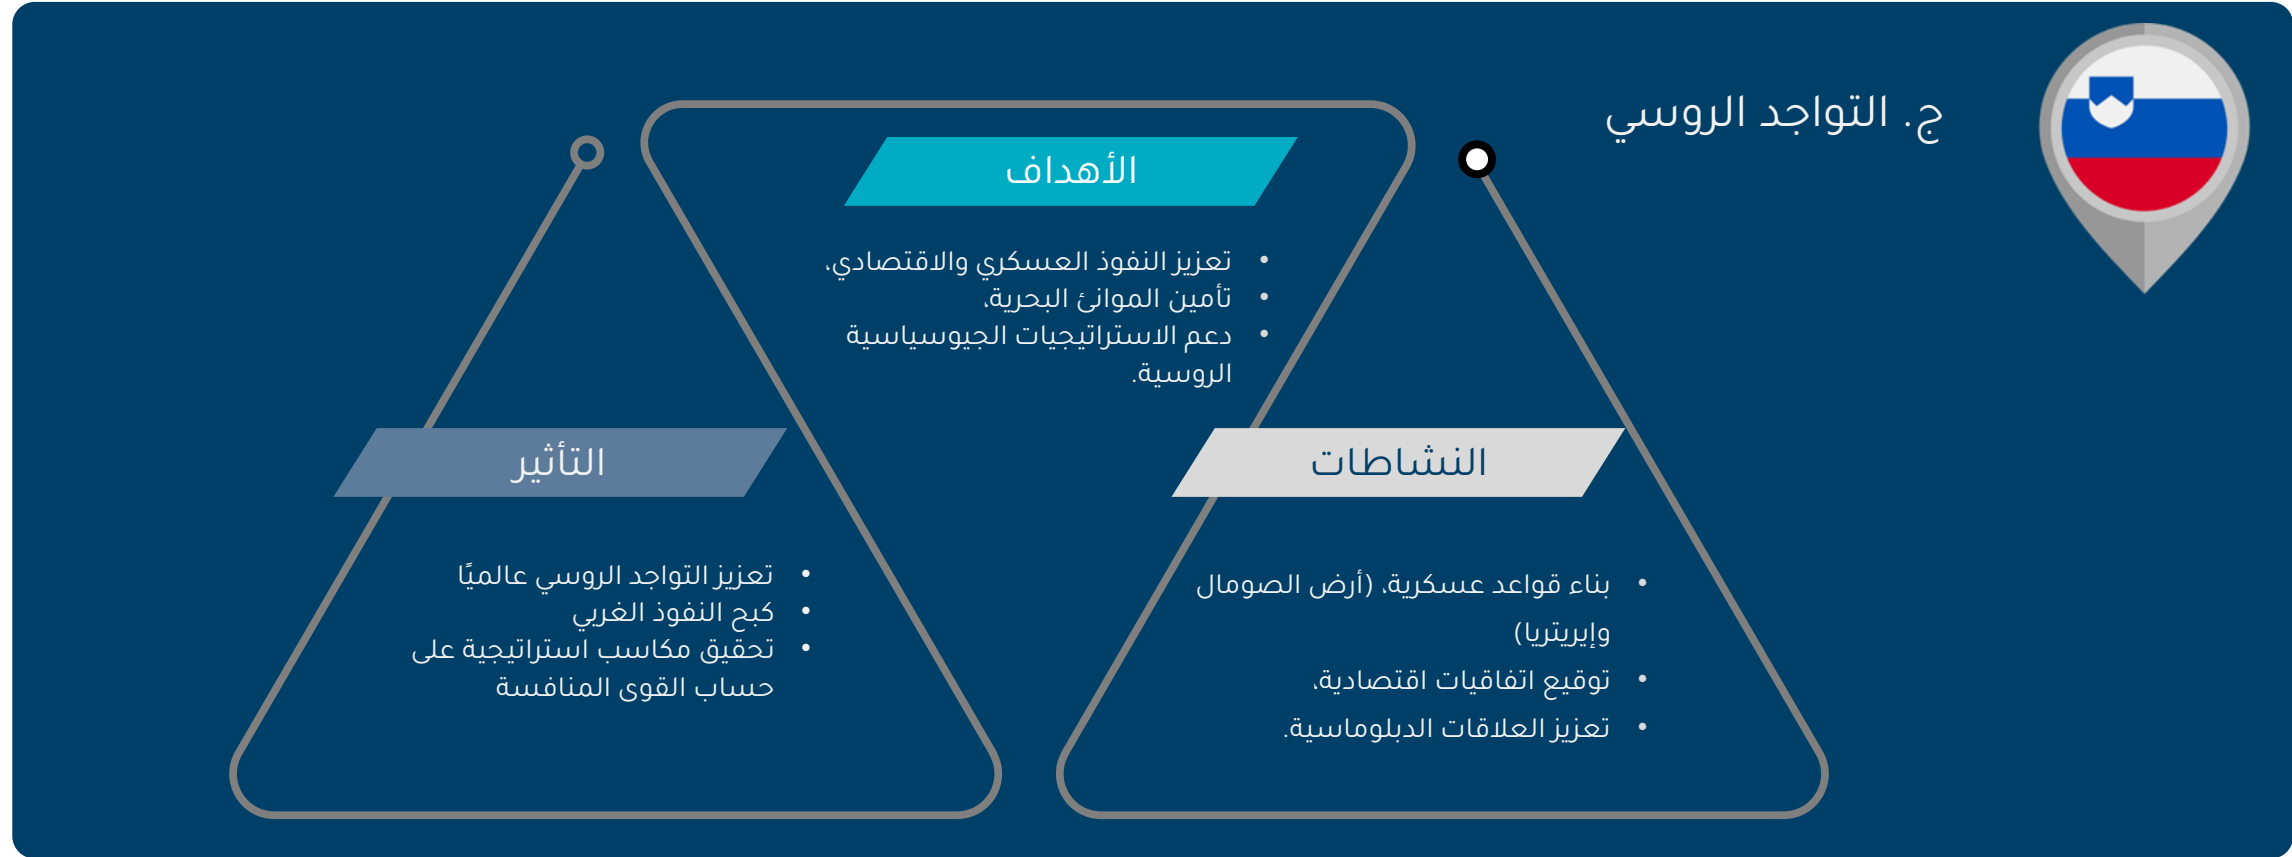 ج. التواجد الروسي
الأهداف
• تعزيز النفوذ العسكري والاقتصادي،
• تأمين الموانئ البحرية،
• دعم الاستراتيجيات الجيوسياسية
الروسية.
النشاطات
• بناء قواعد عسكرية، (أرض الصومال
وإيريتريا)
• توقيع اتفاقيات اقتصادية،
• تعزيز العلاقات الدبلوماسية.
التأثير
• تعزيز التواجد الروسي عالميًا
• كبح النفوذ الغربي
• تحقيق مكاسب استراتيجية على
حساب القوى المنافسة